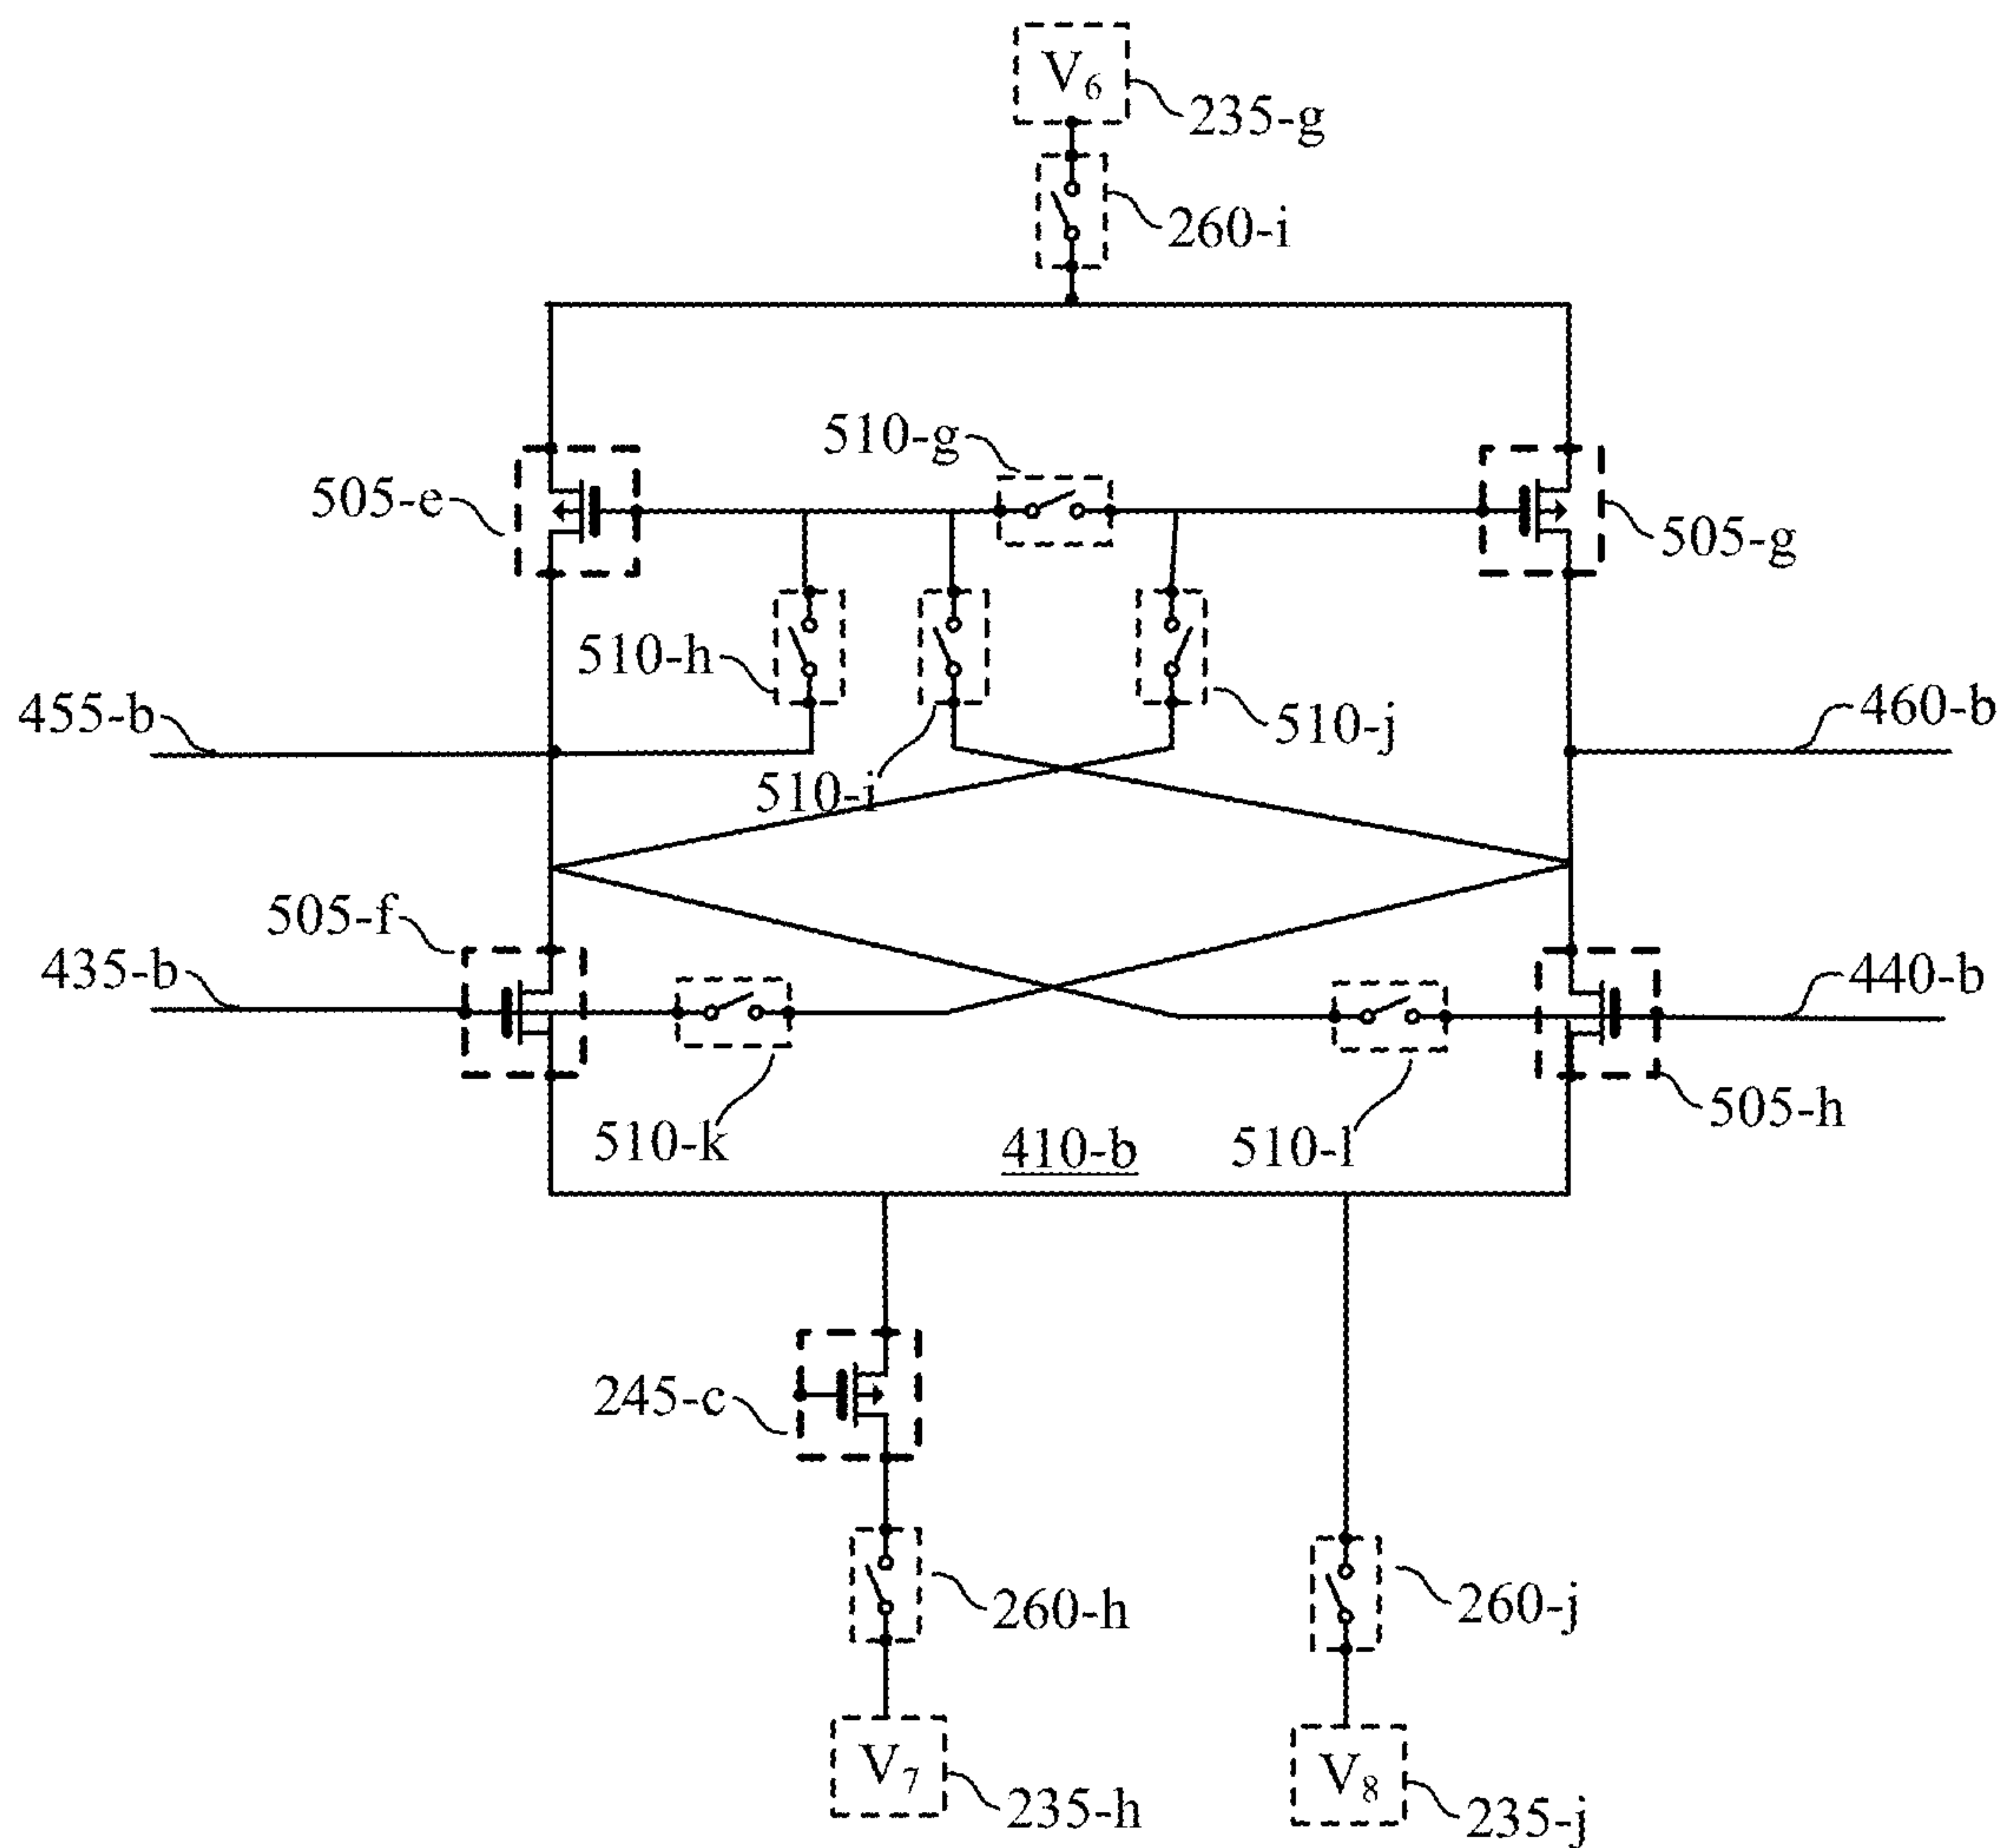 V₆
235-g
260-i
510-g
505-e
505-g
510-h
510-j
455-b
460-b
510-i
505-f
435-b
440-b
510-k
410-b
510-l
505-h
245-c
260-h
260-j
V₇
V₈
235-h
235-j